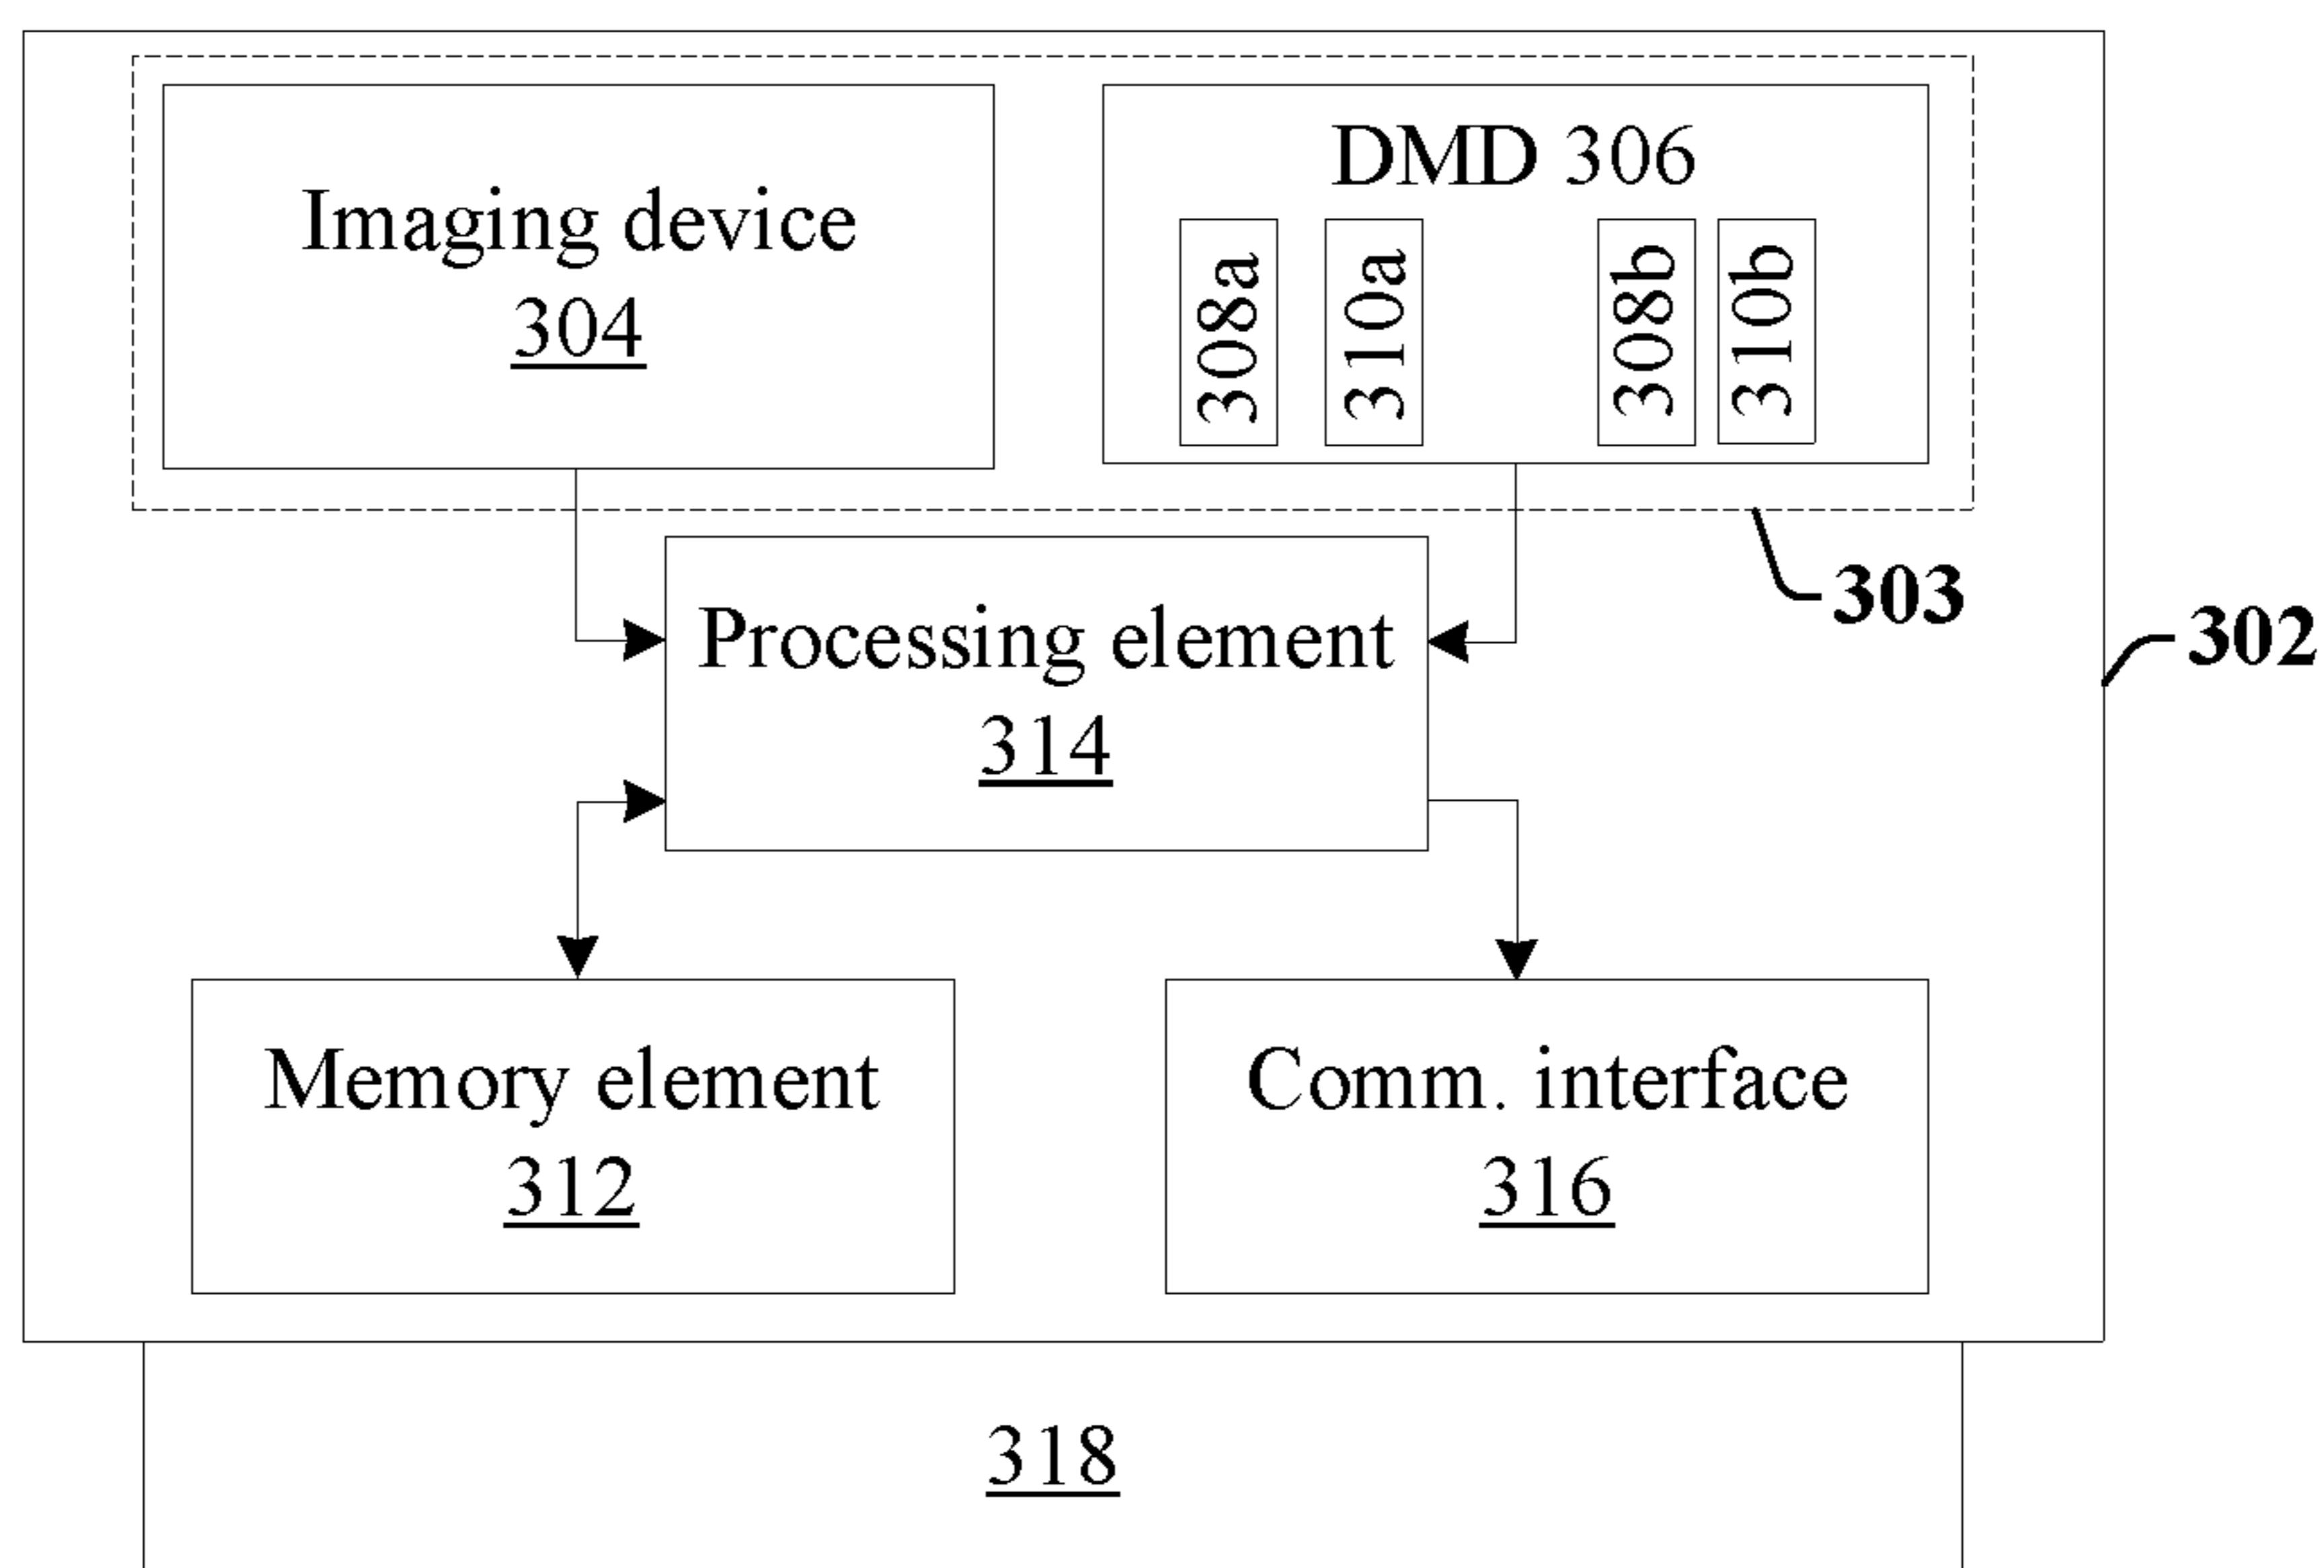 Imaging device
304
DMD 306
308a
310a
308b
310b
303
302
Processing element
314
Memory element
312
Comm. interface
316
318